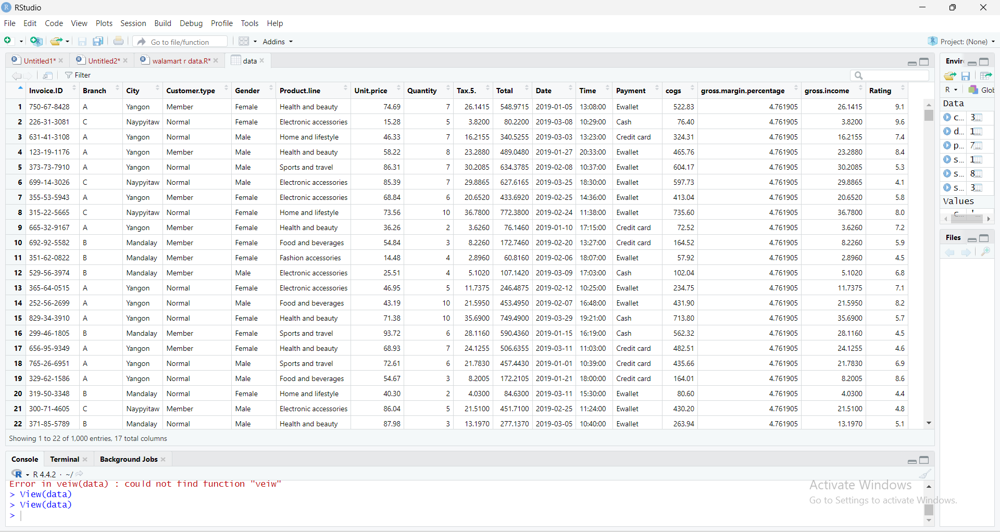 RStudio
File Edit Code View Plots Session Build Debug Profile Tools Help
Go to file/function Addins Project: (None)
Untitled1* Untitled2* walamart r data.R* data
Filter
Invoice.ID Branch City Customer.type Gender Product.line Unit.price Quantity Tax.5. Total Date Time Payment cogs gross.margin.percentage gross.income Rating
1 750-67-8428 A Yangon Member Female Health and beauty 74.69 7 26.1415 548.9715 2019-01-05 13:08:00 Ewallet 522.83 4.761905 26.1415 9.1
2 226-31-3081 C Naypyitaw Normal Female Electronic accessories 15.28 5 3.8200 80.2200 2019-03-08 10:29:00 Cash 76.40 4.761905 3.8200 9.6
3 631-41-3108 A Yangon Normal Male Home and lifestyle 46.33 7 16.2155 340.5255 2019-03-03 13:23:00 Credit card 324.31 4.761905 16.2155 7.4
4 123-19-1176 A Yangon Member Male Health and beauty 58.22 8 23.2880 489.0480 2019-01-27 20:33:00 Ewallet 465.76 4.761905 23.2880 8.4
5 373-73-7910 A Yangon Normal Male Sports and travel 86.31 7 30.2085 634.3785 2019-02-08 10:37:00 Ewallet 604.17 4.761905 30.2085 5.3
6 699-14-3026 C Naypyitaw Normal Male Electronic accessories 85.39 7 29.8865 627.6165 2019-03-25 18:30:00 Ewallet 597.73 4.761905 29.8865 4.1
7 355-53-5943 A Yangon Member Female Electronic accessories 68.84 6 20.6520 433.6920 2019-02-25 14:36:00 Ewallet 413.04 4.761905 20.6520 5.8
8 315-22-5665 C Naypyitaw Normal Female Home and lifestyle 73.56 10 36.7800 772.3800 2019-02-24 11:38:00 Ewallet 735.60 4.761905 36.7800 8.0
9 665-32-9167 A Yangon Member Female Health and beauty 36.26 2 3.6260 76.1460 2019-01-10 17:15:00 Credit card 72.52 4.761905 3.6260 7.2
10 692-92-5582 B Mandalay Member Female Food and beverages 54.84 3 8.2260 172.7460 2019-02-20 13:27:00 Credit card 164.52 4.761905 8.2260 5.9
11 351-62-0822 B Mandalay Member Female Fashion accessories 14.48 4 2.8960 60.8160 2019-02-06 18:07:00 Ewallet 57.92 4.761905 2.8960 4.5
12 529-56-3974 B Mandalay Member Male Electronic accessories 25.51 4 5.1020 107.1420 2019-03-09 17:03:00 Cash 102.04 4.761905 5.1020 6.8
13 365-64-0515 A Yangon Normal Female Electronic accessories 46.95 5 11.7375 246.4875 2019-02-12 10:25:00 Ewallet 234.75 4.761905 11.7375 7.1
14 252-56-2699 A Yangon Normal Male Food and beverages 43.19 10 21.5950 453.4950 2019-02-07 16:48:00 Ewallet 431.90 4.761905 21.5950 8.2
15 829-34-3910 A Yangon Normal Female Health and beauty 71.38 10 35.6900 749.4900 2019-03-29 19:21:00 Cash 713.80 4.761905 35.6900 5.7
16 299-46-1805 B Mandalay Member Female Sports and travel 93.72 6 28.1160 590.4360 2019-01-15 16:19:00 Cash 562.32 4.761905 28.1160 4.5
17 656-95-9349 A Yangon Member Female Health and beauty 68.93 7 24.1255 506.6355 2019-03-11 11:03:00 Credit card 482.51 4.761905 24.1255 4.6
18 765-26-6951 A Yangon Normal Male Sports and travel 72.61 6 21.7830 457.4430 2019-01-01 10:39:00 Credit card 435.66 4.761905 21.7830 6.9
19 329-62-1586 A Yangon Normal Male Food and beverages 54.67 3 8.2005 172.2105 2019-01-21 18:00:00 Credit card 164.01 4.761905 8.2005 8.6
20 319-50-3348 B Mandalay Normal Female Home and lifestyle 40.30 2 4.0300 84.6300 2019-03-11 15:30:00 Ewallet 80.60 4.761905 4.0300 4.4
21 300-71-4605 C Naypyitaw Member Male Electronic accessories 86.04 5 21.5100 451.7100 2019-02-25 11:24:00 Ewallet 430.20 4.761905 21.5100 4.8
22 371-85-5789 B Mandalay Normal Male Health and beauty 87.98 3 13.1970 277.1370 2019-03-05 10:40:00 Ewallet 263.94 4.761905 13.1970 5.1
Showing 1 to 22 of 1,000 entries, 17 total columns
Console Terminal Background Jobs
R 4.4.2 · ~/
Error in veiw(data) : could not find function "veiw"
> View(data)
> View(data)
>
Envir
R Glob
Data
c... 3...
d... 1...
p... 7...
s... 1...
s... 8...
s... 3...
Values
c... '...
Files
Activate Windows
Go to Settings to activate Windows.